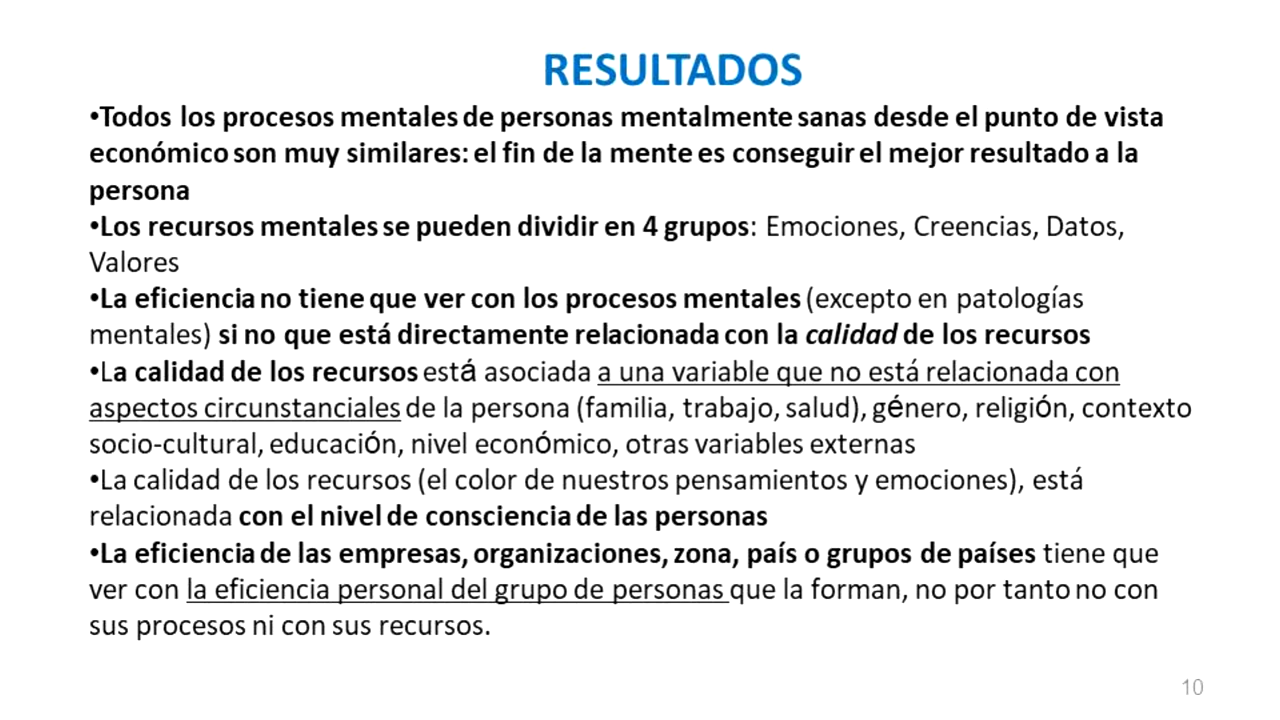 RESULTADOS
•Todos los procesos mentales de personas mentalmente sanas desde el punto de vista
económico son muy similares: el fin de la mente es conseguir el mejor resultado a la
persona
•Los recursos mentales se pueden dividir en 4 grupos: Emociones, Creencias, Datos,
Valores
•La eficiencia no tiene que ver con los procesos mentales (excepto en patologías
mentales) si no que está directamente relacionada con la calidad de los recursos
•La calidad de los recursos está asociada a una variable que no está relacionada con
aspectos circunstanciales de la persona (familia, trabajo, salud), género, religión, contexto
socio-cultural, educación, nivel económico, otras variables externas
•La calidad de los recursos (el color de nuestros pensamientos y emociones), está
relacionada con el nivel de consciencia de las personas
•La eficiencia de las empresas, organizaciones, zona, país o grupos de países tiene que
ver con la eficiencia personal del grupo de personas que la forman, no por tanto no con
sus procesos ni con sus recursos.
10